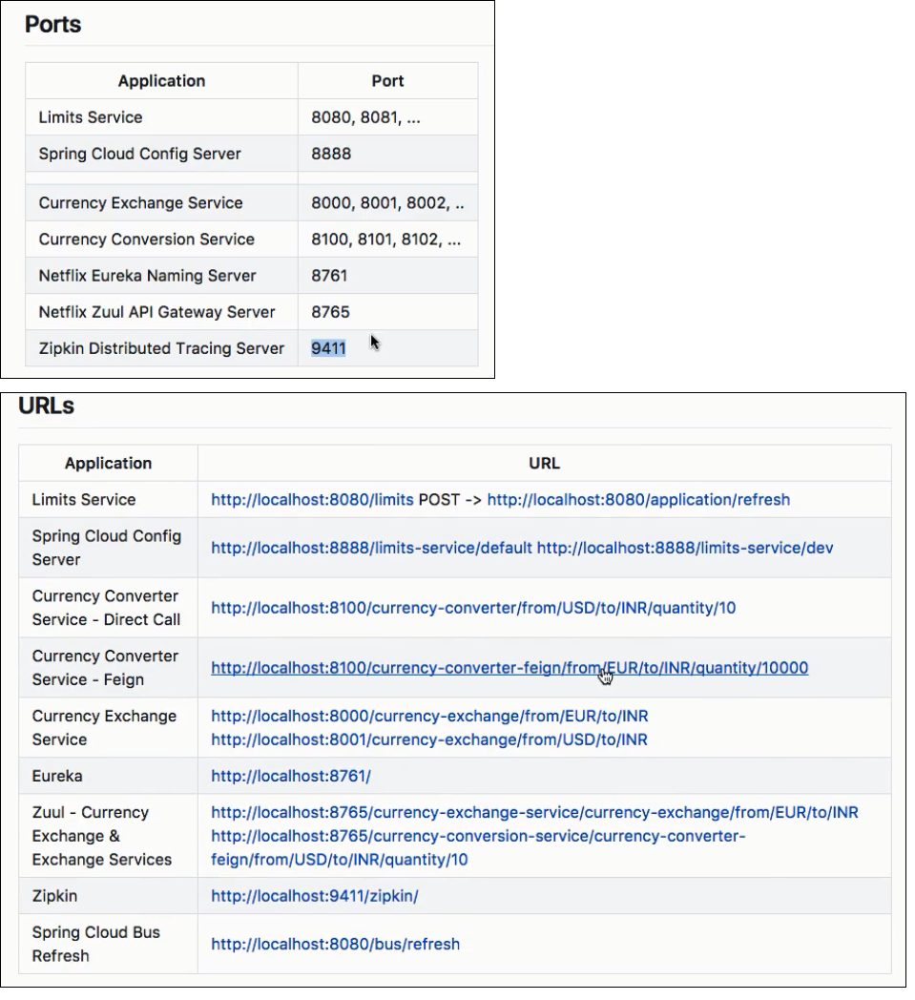 Ports
Application Port
Limits Service 8080, 8081, ...
Spring Cloud Config Server 8888
Currency Exchange Service 8000, 8001, 8002, ..
Currency Conversion Service 8100, 8101, 8102, ...
Netflix Eureka Naming Server 8761
Netflix Zuul API Gateway Server 8765
Zipkin Distributed Tracing Server 9411
URLs
Application URL
Limits Service http://localhost:8080/limits POST -> http://localhost:8080/application/refresh
Spring Cloud Config
Server
http://localhost:8888/limits-service/default http://localhost:8888/limits-service/dev
Currency Converter
Service - Direct Call
http://localhost:8100/currency-converter/from/USD/to/INR/quantity/10
Currency Converter
Service - Feign
http://localhost:8100/currency-converter-feign/from/EUR/to/INR/quantity/10000
Currency Exchange
Service
http://localhost:8000/currency-exchange/from/EUR/to/INR
http://localhost:8001/currency-exchange/from/USD/to/INR
Eureka http://localhost:8761/
Zuul - Currency
Exchange &
Exchange Services
http://localhost:8765/currency-exchange-service/currency-exchange/from/EUR/to/INR
http://localhost:8765/currency-conversion-service/currency-converter-
feign/from/USD/to/INR/quantity/10
Zipkin http://localhost:9411/zipkin/
Spring Cloud Bus
Refresh
http://localhost:8080/bus/refresh